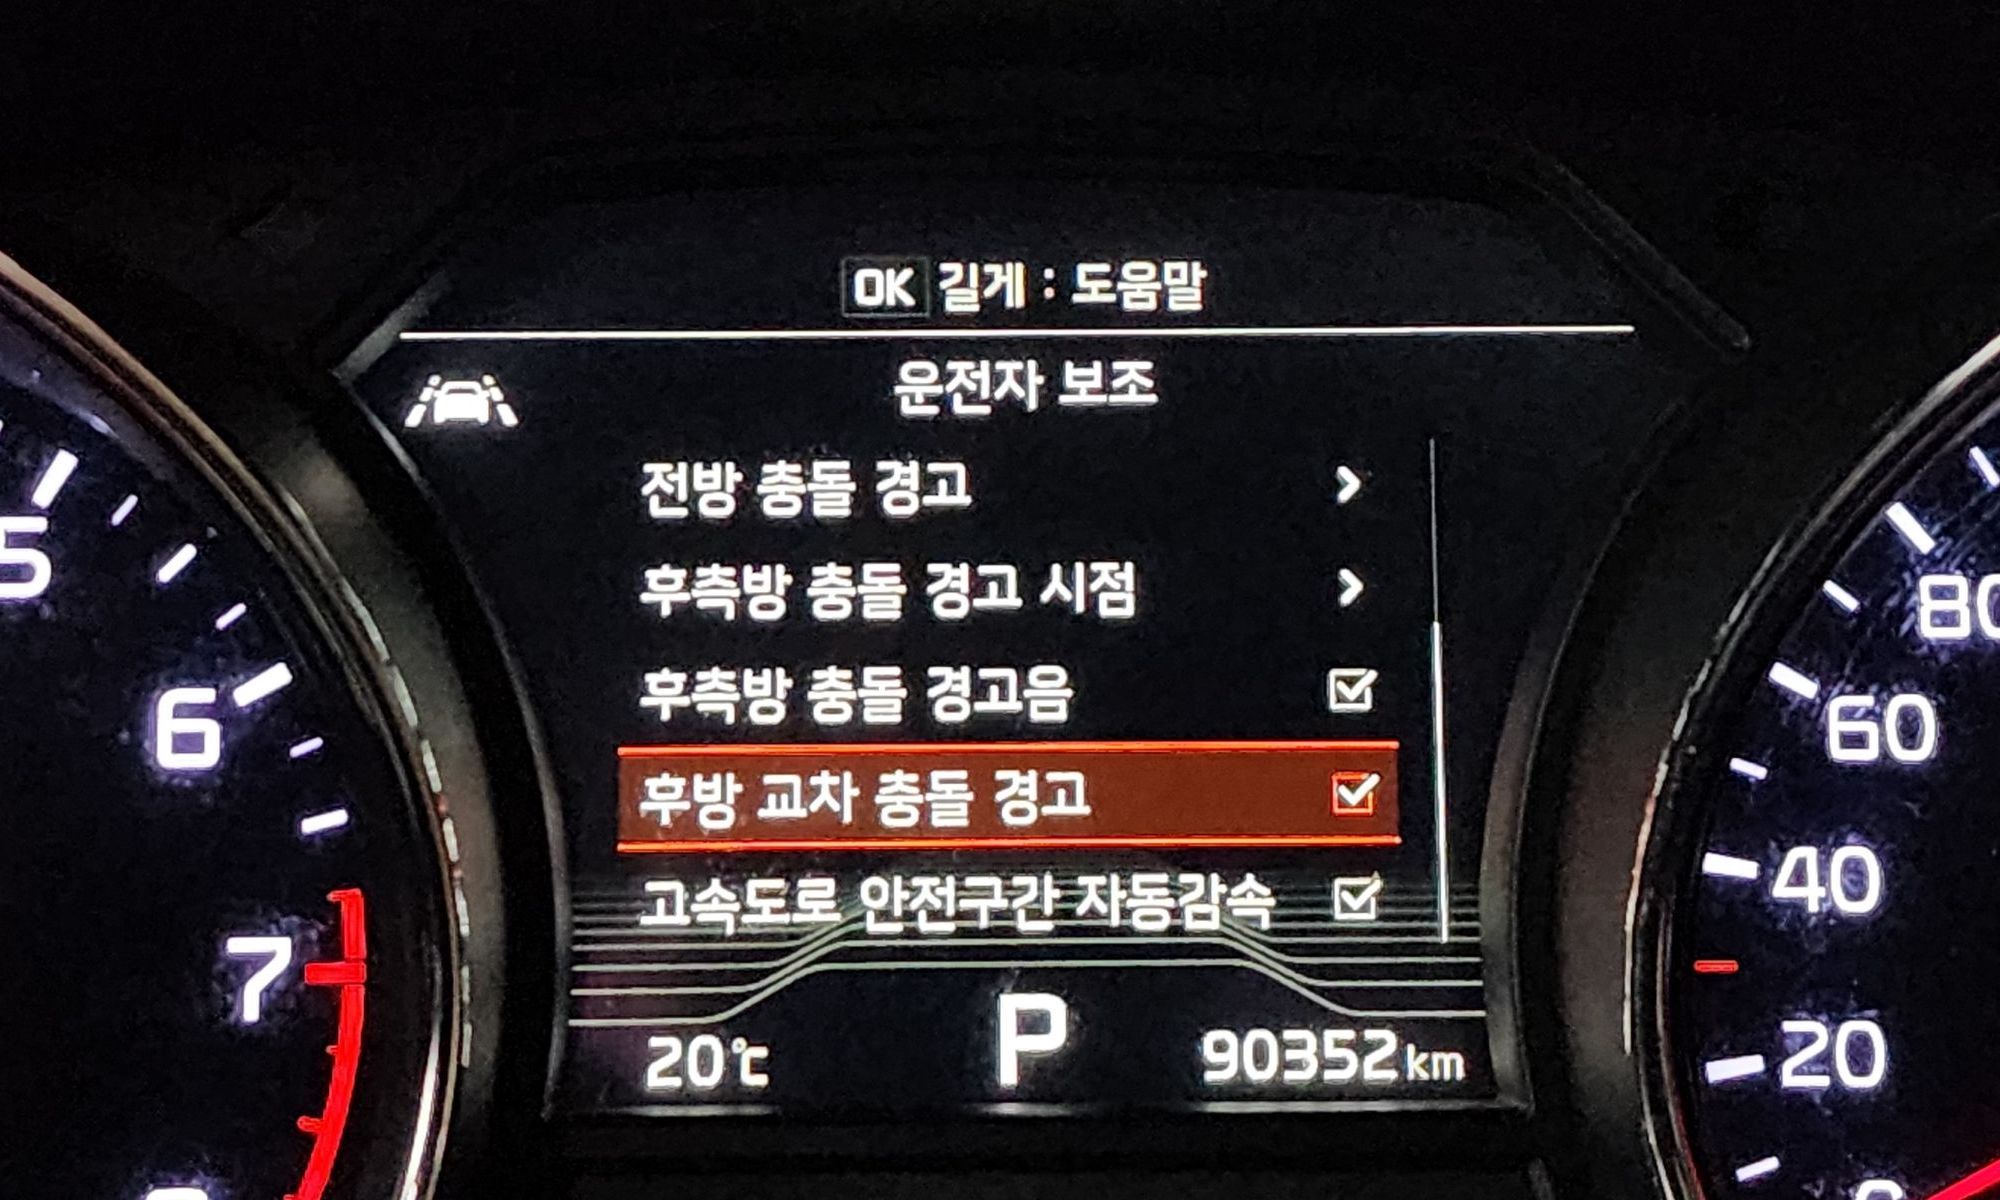 OK 길게 : 도움말
운전자 보조
전방 충돌 경고
후측방 충돌 경고 시점
후측방 충돌 경고음
후방 교차 충돌 경고
고속도로 안전구간 자동감속
20℃
P
90352 km
5
6
7
80
60
40
20